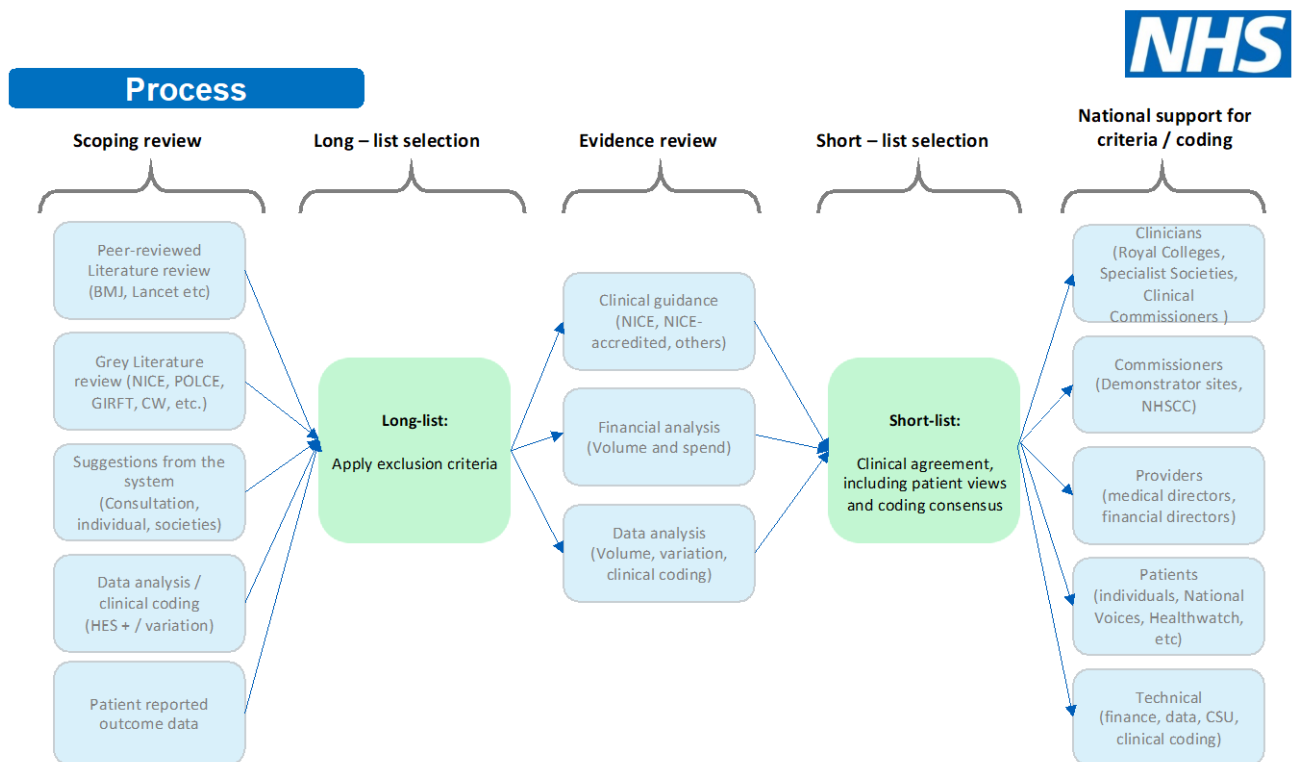 NHS
Process
Scoping review
Long – list selection
Evidence review
Short – list selection
National support for
criteria / coding
Peer-reviewed
Literature review
(BMJ, Lancet etc)
Grey Literature
review (NICE, POLCE,
GIRFT, CW, etc.)
Suggestions from the
system
(Consultation,
individual, societies)
Data analysis /
clinical coding
(HES + / variation)
Patient reported
outcome data
Long-list:
Apply exclusion criteria
Clinical guidance
(NICE, NICE-
accredited, others)
Financial analysis
(Volume and spend)
Data analysis
(Volume, variation,
clinical coding)
Short-list:
Clinical agreement,
including patient views
and coding consensus
Clinicians
(Royal Colleges,
Specialist Societies,
Clinical
Commissioners )
Commissioners
(Demonstrator sites,
NHSCC)
Providers
(medical directors,
financial directors)
Patients
(individuals, National
Voices, Healthwatch,
etc)
Technical
(finance, data, CSU,
clinical coding)